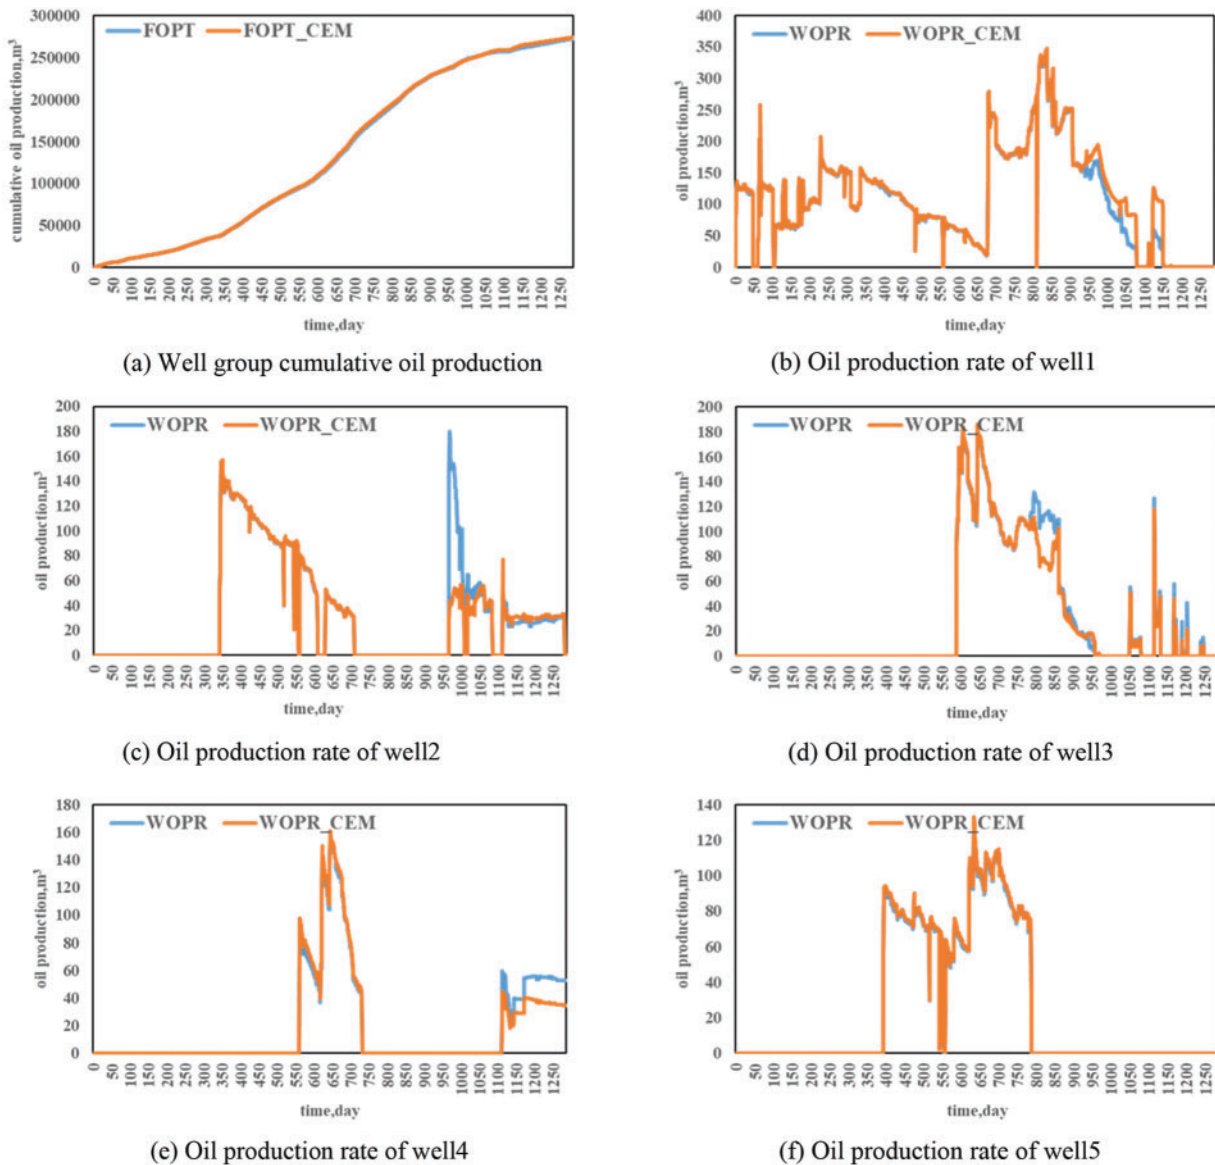 300000
250000
200000
150000
100000
50000
0
cumulative oil production,m³
FOPT FOPT_CEM
0 50 100 150 200 250 300 350 400 450 500 550 600 650 700 750 800 850 900 950 1000 1050 1100 1150 1200 1250
time,day
(a) Well group cumulative oil production
400
350
300
250
200
150
100
50
0
oil production,m³
WOPR WOPR_CEM
0 50 100 150 200 250 300 350 400 450 500 550 600 650 700 750 800 850 900 950 1000 1050 1100 1150 1200 1250
time,day
(b) Oil production rate of well1
200
180
160
140
120
100
80
60
40
20
0
oil production,m³
WOPR WOPR_CEM
0 50 100 150 200 250 300 350 400 450 500 550 600 650 700 750 800 850 900 950 1000 1050 1100 1150 1200 1250
time,day
(c) Oil production rate of well2
200
180
160
140
120
100
80
60
40
20
0
oil production,m³
WOPR WOPR_CEM
0 50 100 150 200 250 300 350 400 450 500 550 600 650 700 750 800 850 900 950 1000 1050 1100 1150 1200 1250
time,day
(d) Oil production rate of well3
180
160
140
120
100
80
60
40
20
0
oil production,m³
WOPR WOPR_CEM
0 50 100 150 200 250 300 350 400 450 500 550 600 650 700 750 800 850 900 950 1000 1050 1100 1150 1200 1250
time,day
(e) Oil production rate of well4
140
120
100
80
60
40
20
0
oil production,m³
WOPR WOPR_CEM
0 50 100 150 200 250 300 350 400 450 500 550 600 650 700 750 800 850 900 950 1000 1050 1100 1150 1200 1250
time,day
(f) Oil production rate of well5